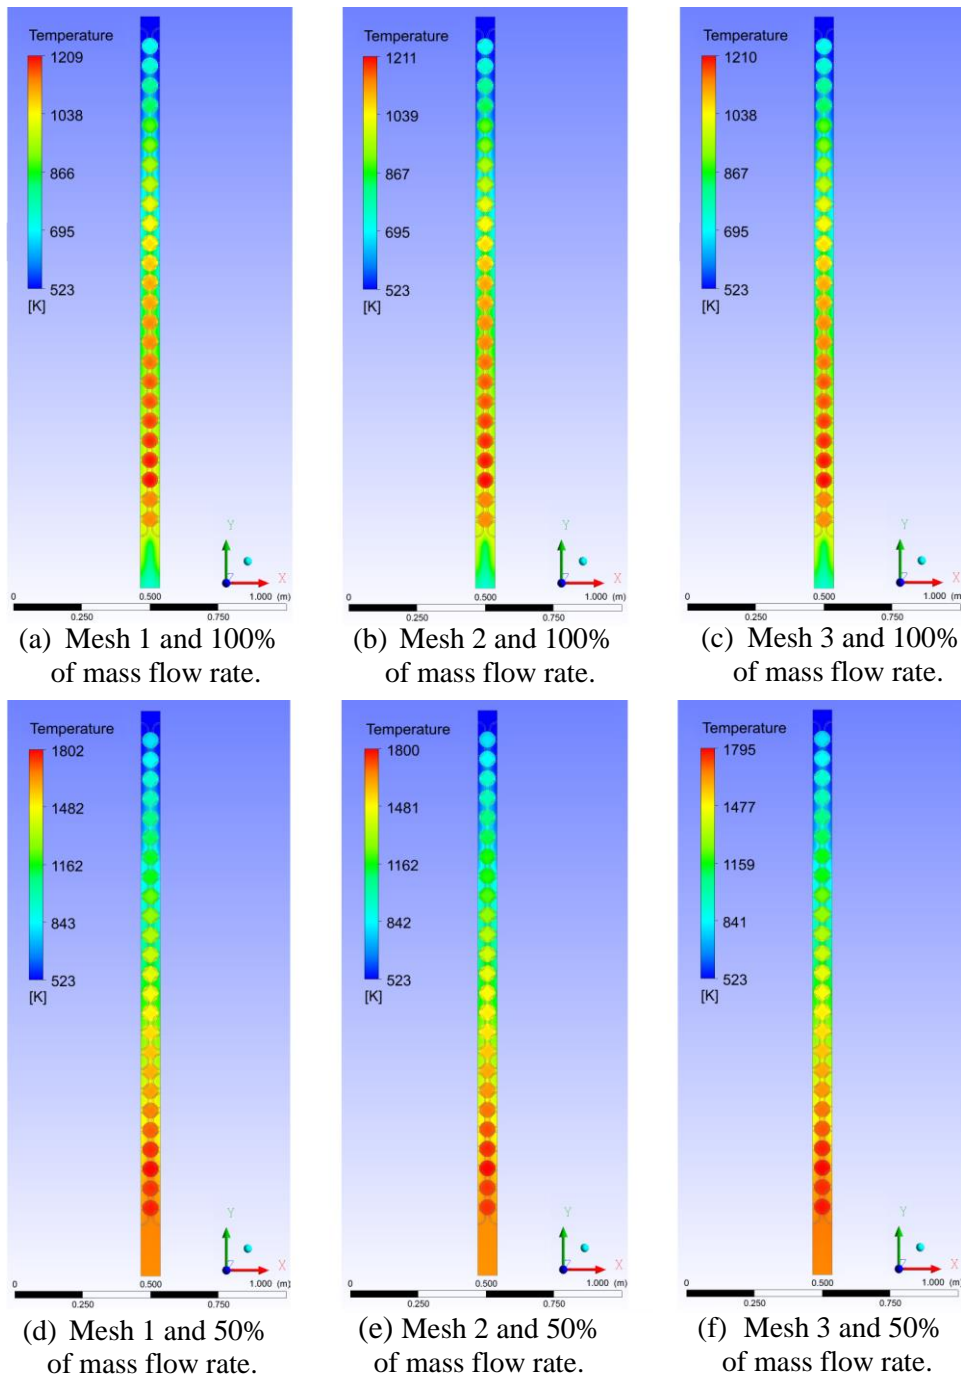 Temperature
1209
1038
866
695
523
[K]
Y
X
Z
0 0.500 1.000 (m)
0.250 0.750
(a) Mesh 1 and 100%
of mass flow rate.
Temperature
1211
1039
867
695
523
[K]
Y
X
Z
0 0.500 1.000 (m)
0.250 0.750
(b) Mesh 2 and 100%
of mass flow rate.
Temperature
1210
1038
867
695
523
[K]
Y
X
Z
0 0.500 1.000 (m)
0.250 0.750
(c) Mesh 3 and 100%
of mass flow rate.
Temperature
1802
1482
1162
843
523
[K]
Y
X
Z
0 0.500 1.000 (m)
0.250 0.750
(d) Mesh 1 and 50%
of mass flow rate.
Temperature
1800
1481
1162
842
523
[K]
Y
X
Z
0 0.500 1.000 (m)
0.250 0.750
(e) Mesh 2 and 50%
of mass flow rate.
Temperature
1795
1477
1159
841
523
[K]
Y
X
Z
0 0.500 1.000 (m)
0.250 0.750
(f) Mesh 3 and 50%
of mass flow rate.